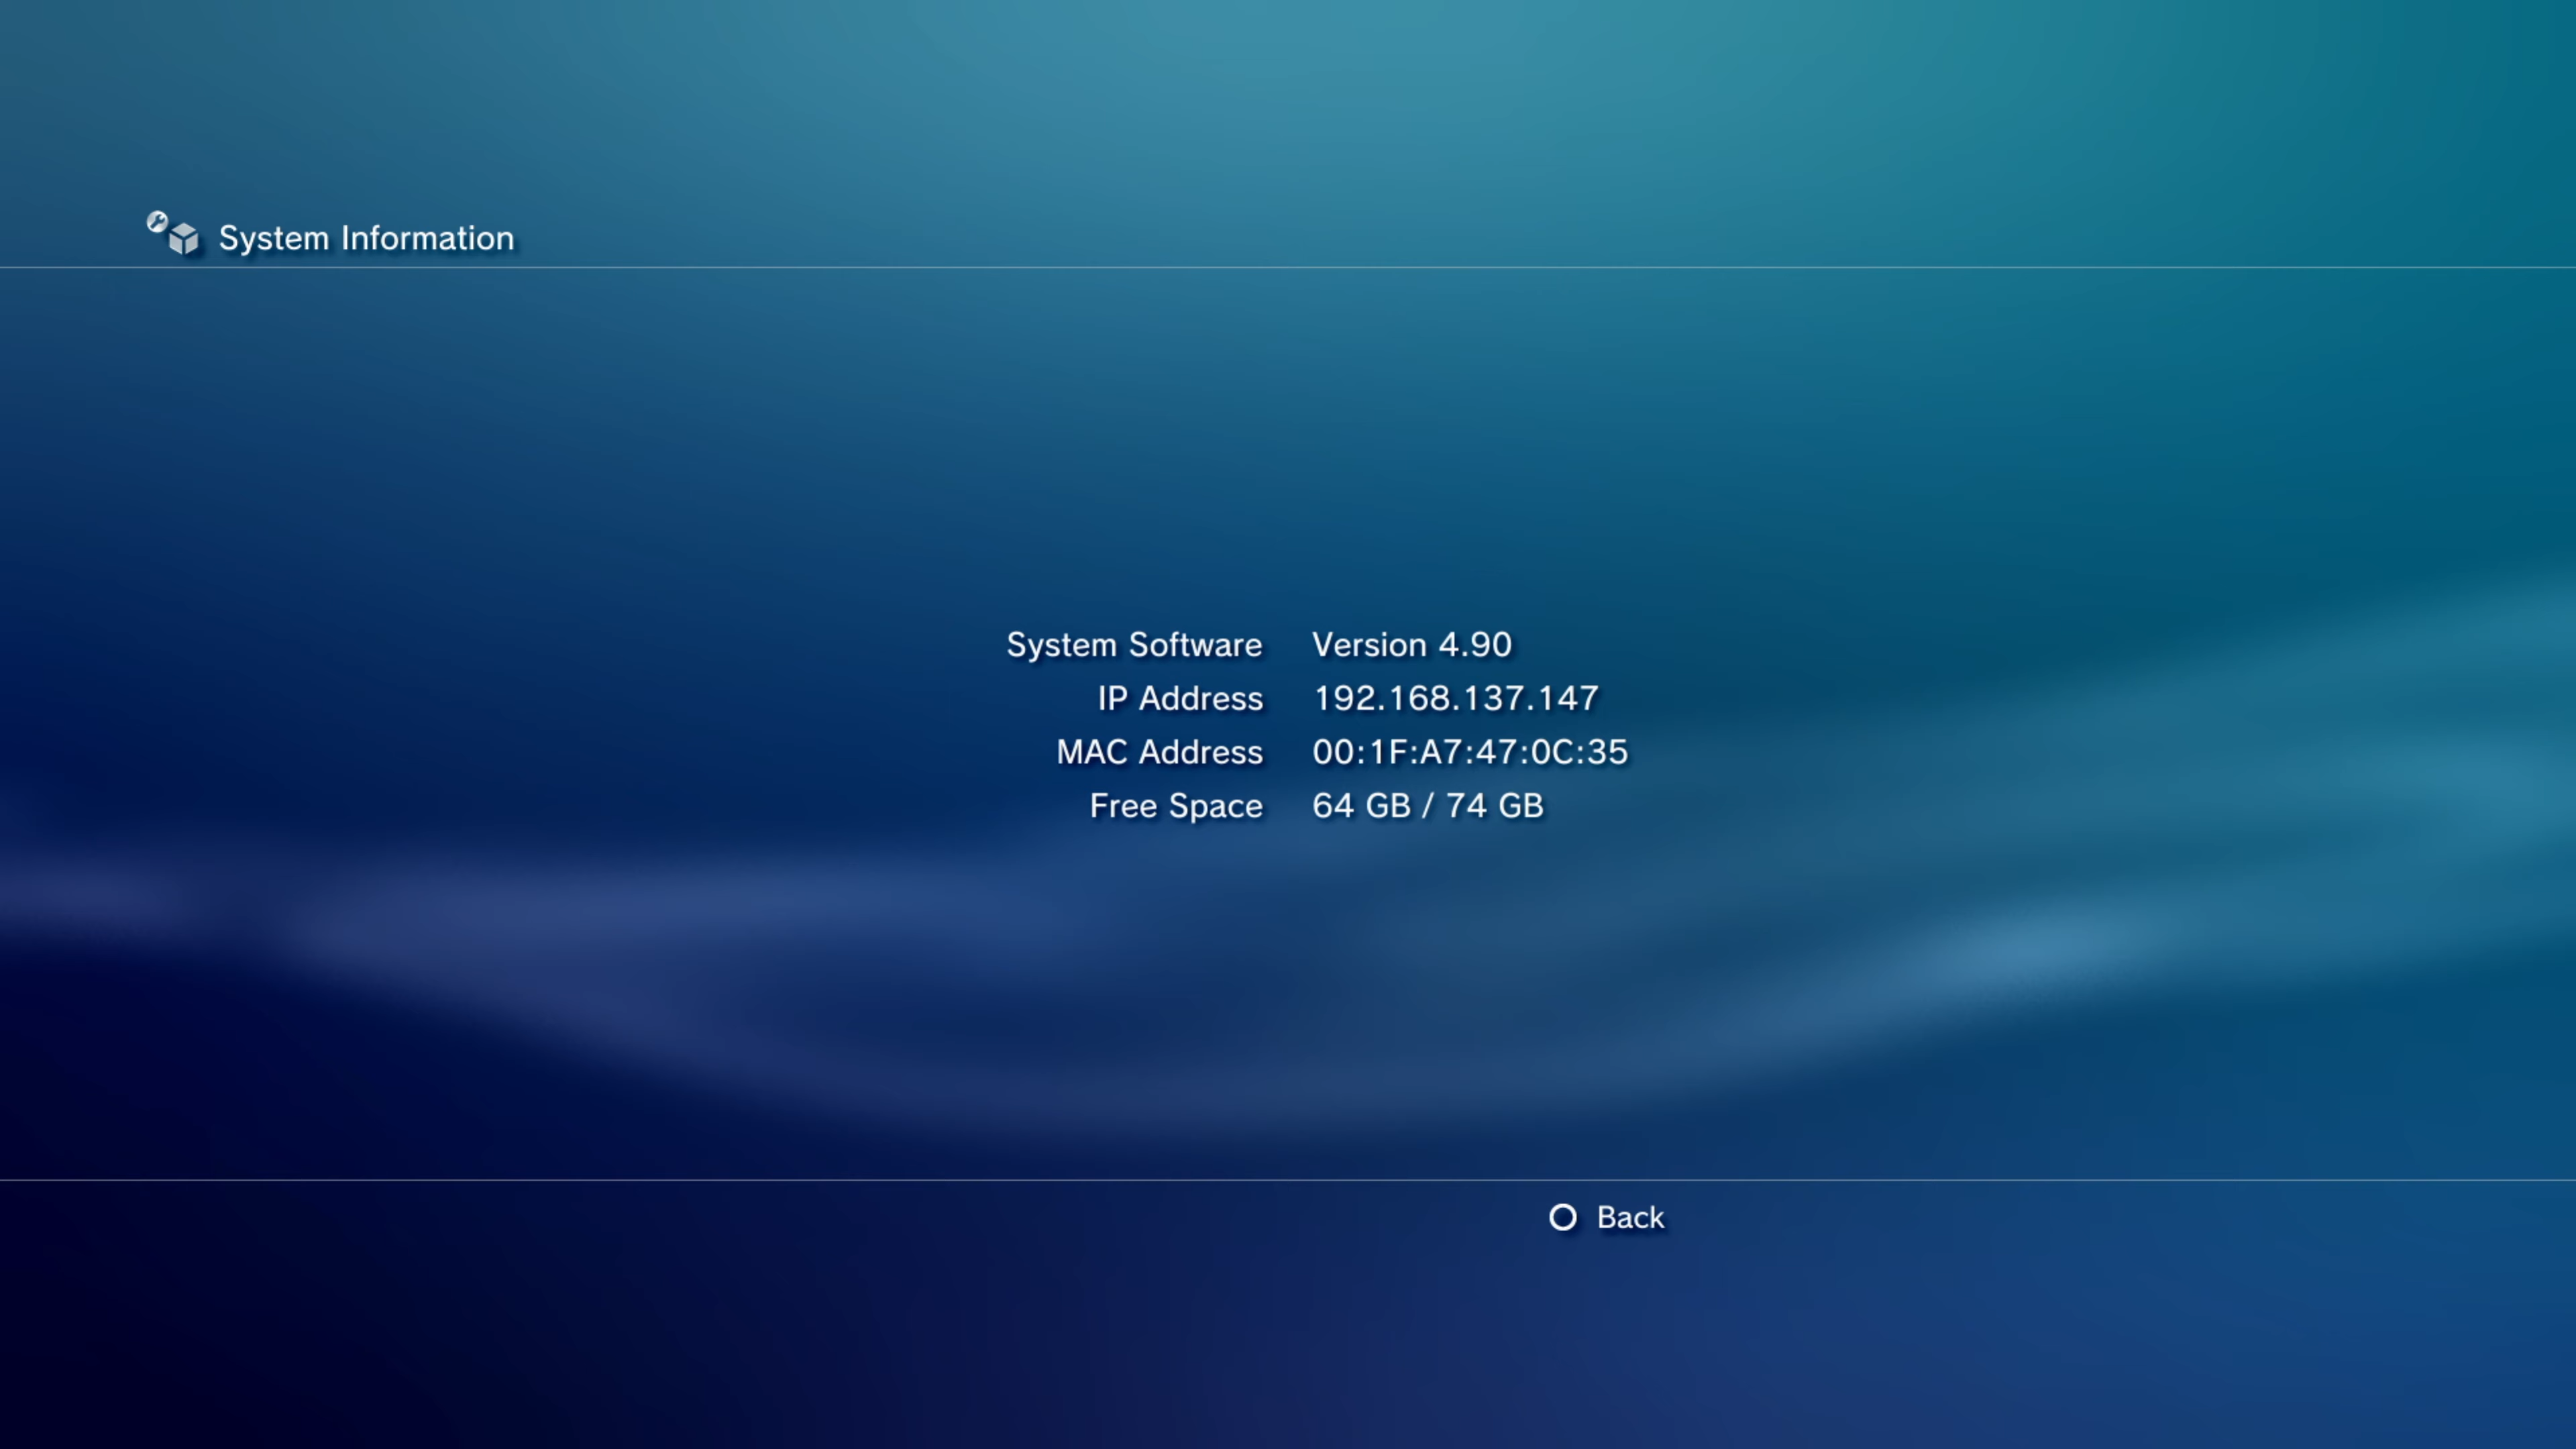 System Information
System Software Version 4.90
IP Address 192.168.137.147
MAC Address 00:1F:A7:47:0C:35
Free Space 64 GB / 74 GB
Back